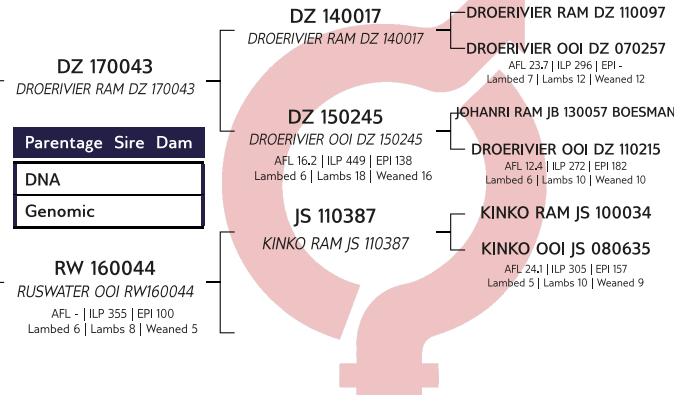 DZ 170043
DROERIVIER RAM DZ 170043
Parentage Sire Dam
DNA
Genomic
RW 160044
RUSWATER OOI RW160044
AFL - | ILP 355 | EPI 100
Lambed 6 | Lambs 8 | Weaned 5
DZ 140017
DROERIVIER RAM DZ 140017
DZ 150245
DROERIVIER OOI DZ 150245
AFL 16.2 | ILP 449 | EPI 138
Lambed 6 | Lambs 18 | Weaned 16
JS 110387
KINKO RAM JS 110387
DROERIVIER RAM DZ 110097
DROERIVIER OOI DZ 070257
AFL 23.7 | ILP 296 | EPI -
Lambed 7 | Lambs 12 | Weaned 12
JOHANRI RAM JB 130057 BOESMAN
DROERIVIER OOI DZ 110215
AFL 12.4 | ILP 272 | EPI 182
Lambed 6 | Lambs 10 | Weaned 10
KINKO RAM JS 100034
KINKO OOI JS 080635
AFL 24.1 | ILP 305 | EPI 157
Lambed 5 | Lambs 10 | Weaned 9